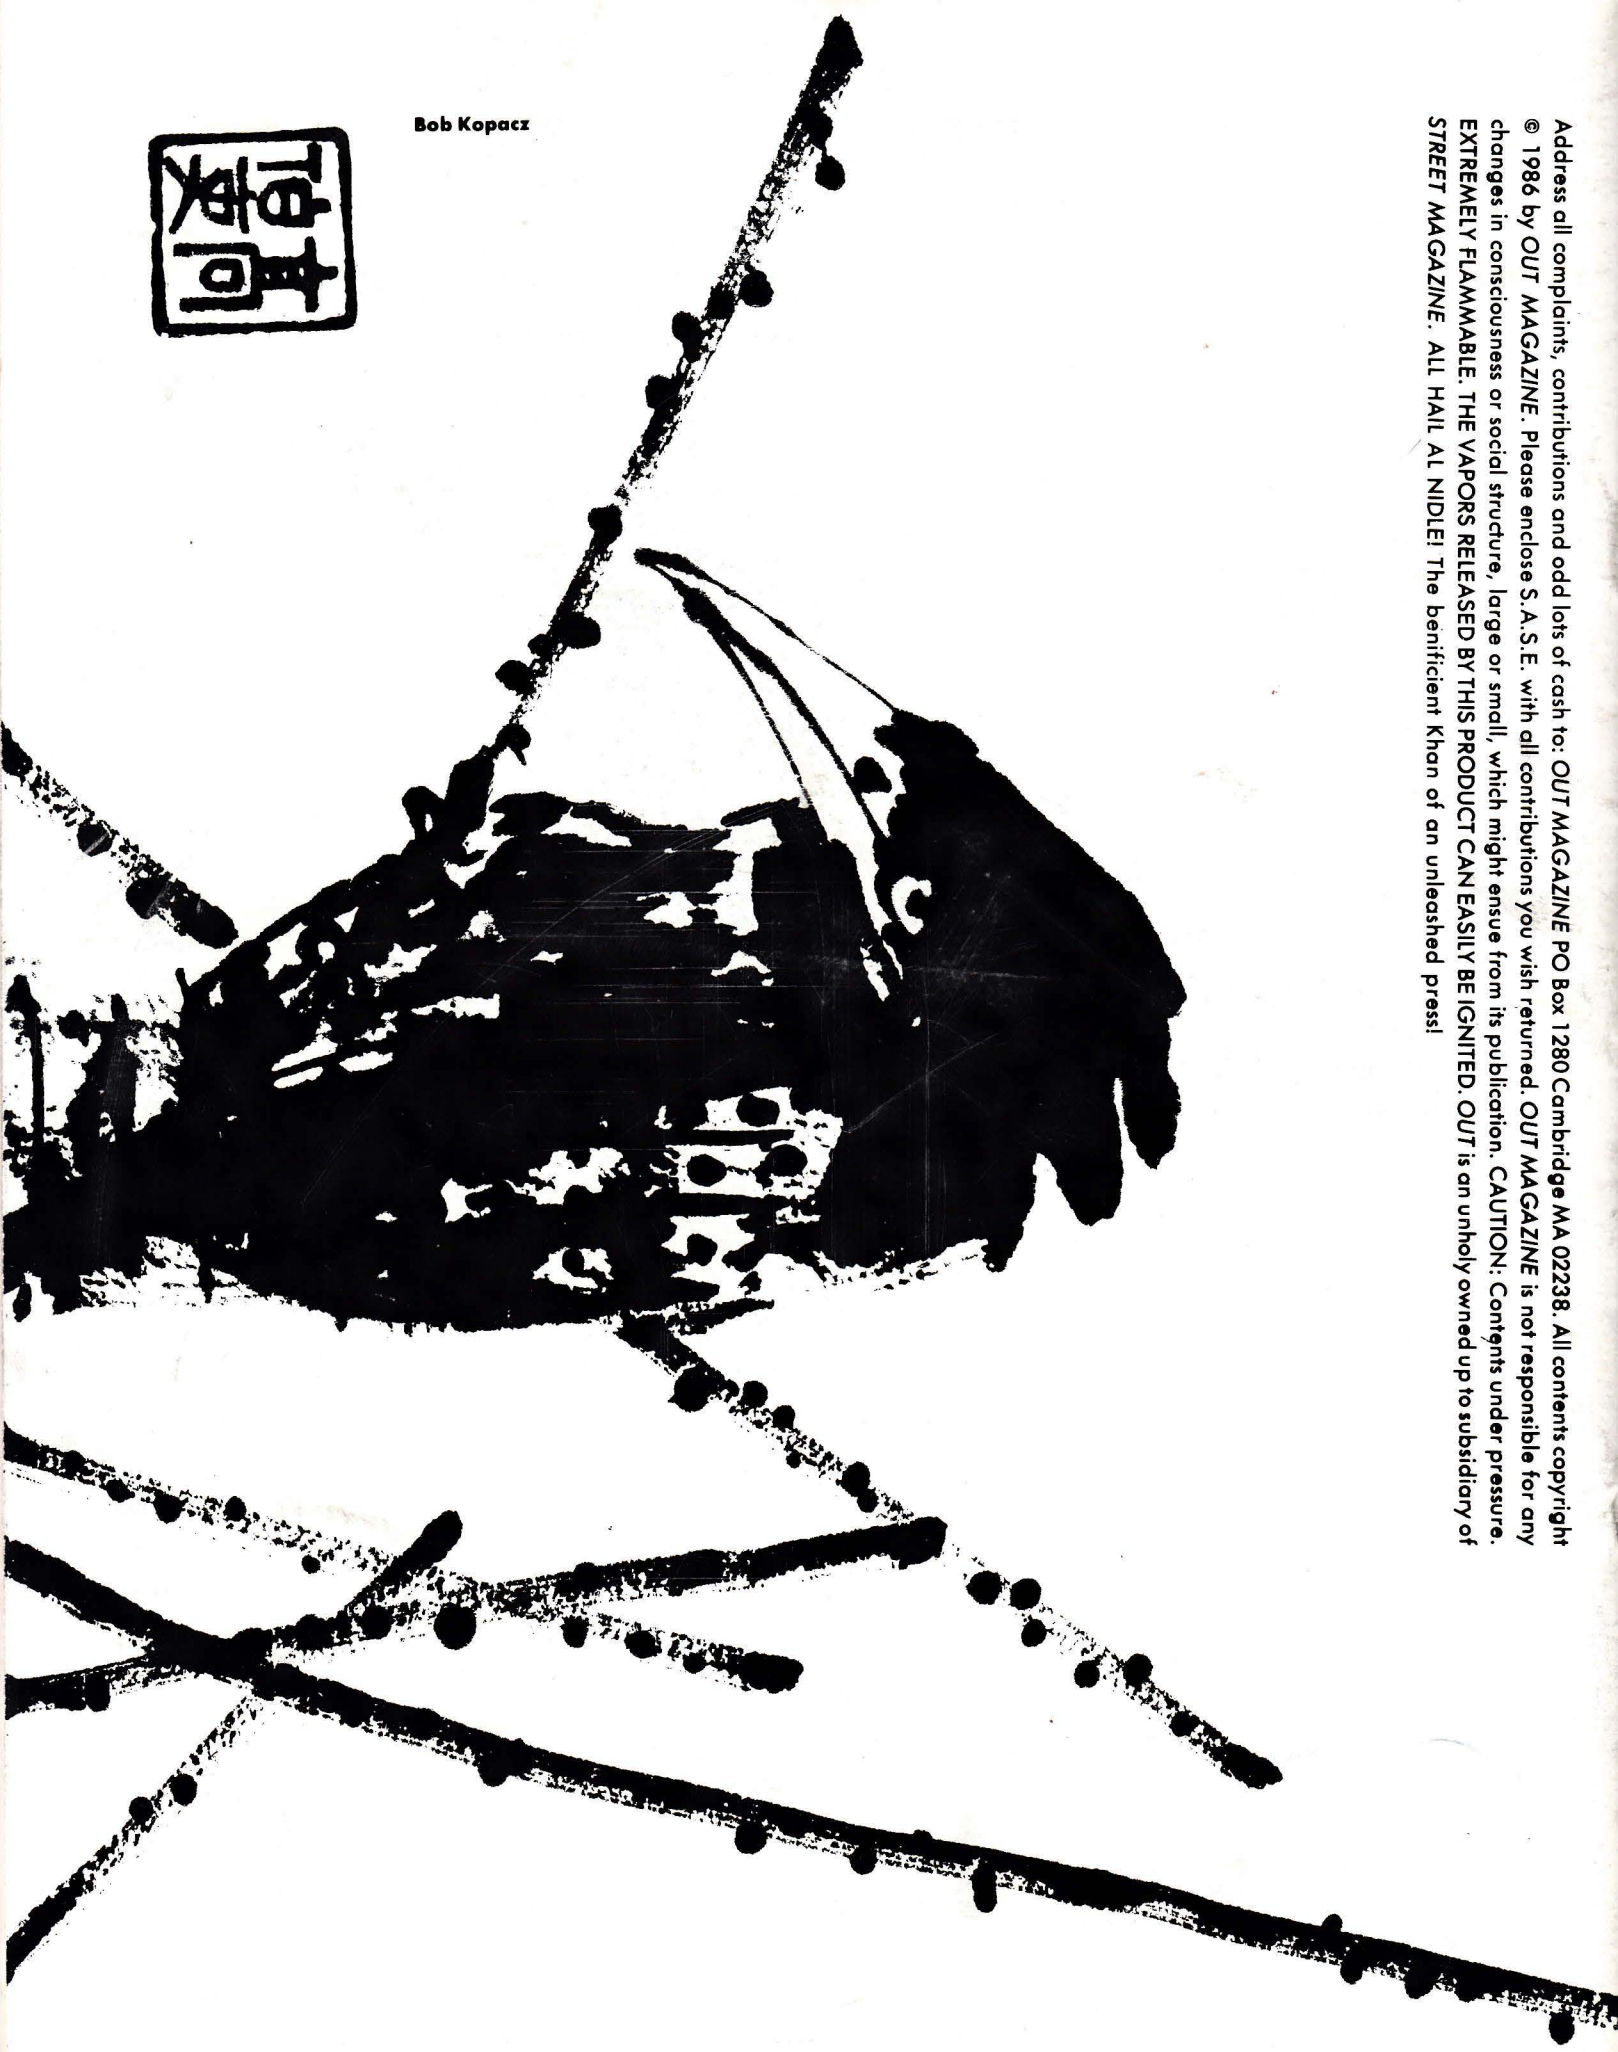 Bob Kopacz
Address all complaints, contributions and odd lots of cash to: OUT MAGAZINE PO Box 1280 Cambridge MA 02238. All contents copyright
© 1986 by OUT MAGAZINE. Please enclose S.A.S.E. with all contributions you wish returned. OUT MAGAZINE is not responsible for any
changes in consciousness or social structure, large or small, which might ensue from its publication. CAUTION: Contents under pressure.
EXTREMELY FLAMMABLE. THE VAPORS RELEASED BY THIS PRODUCT CAN EASILY BE IGNITED. OUT is an unholy owned up to subsidiary of
STREET MAGAZINE. ALL HAIL AL NIDLE! The benificient Khan of an unleashed press!